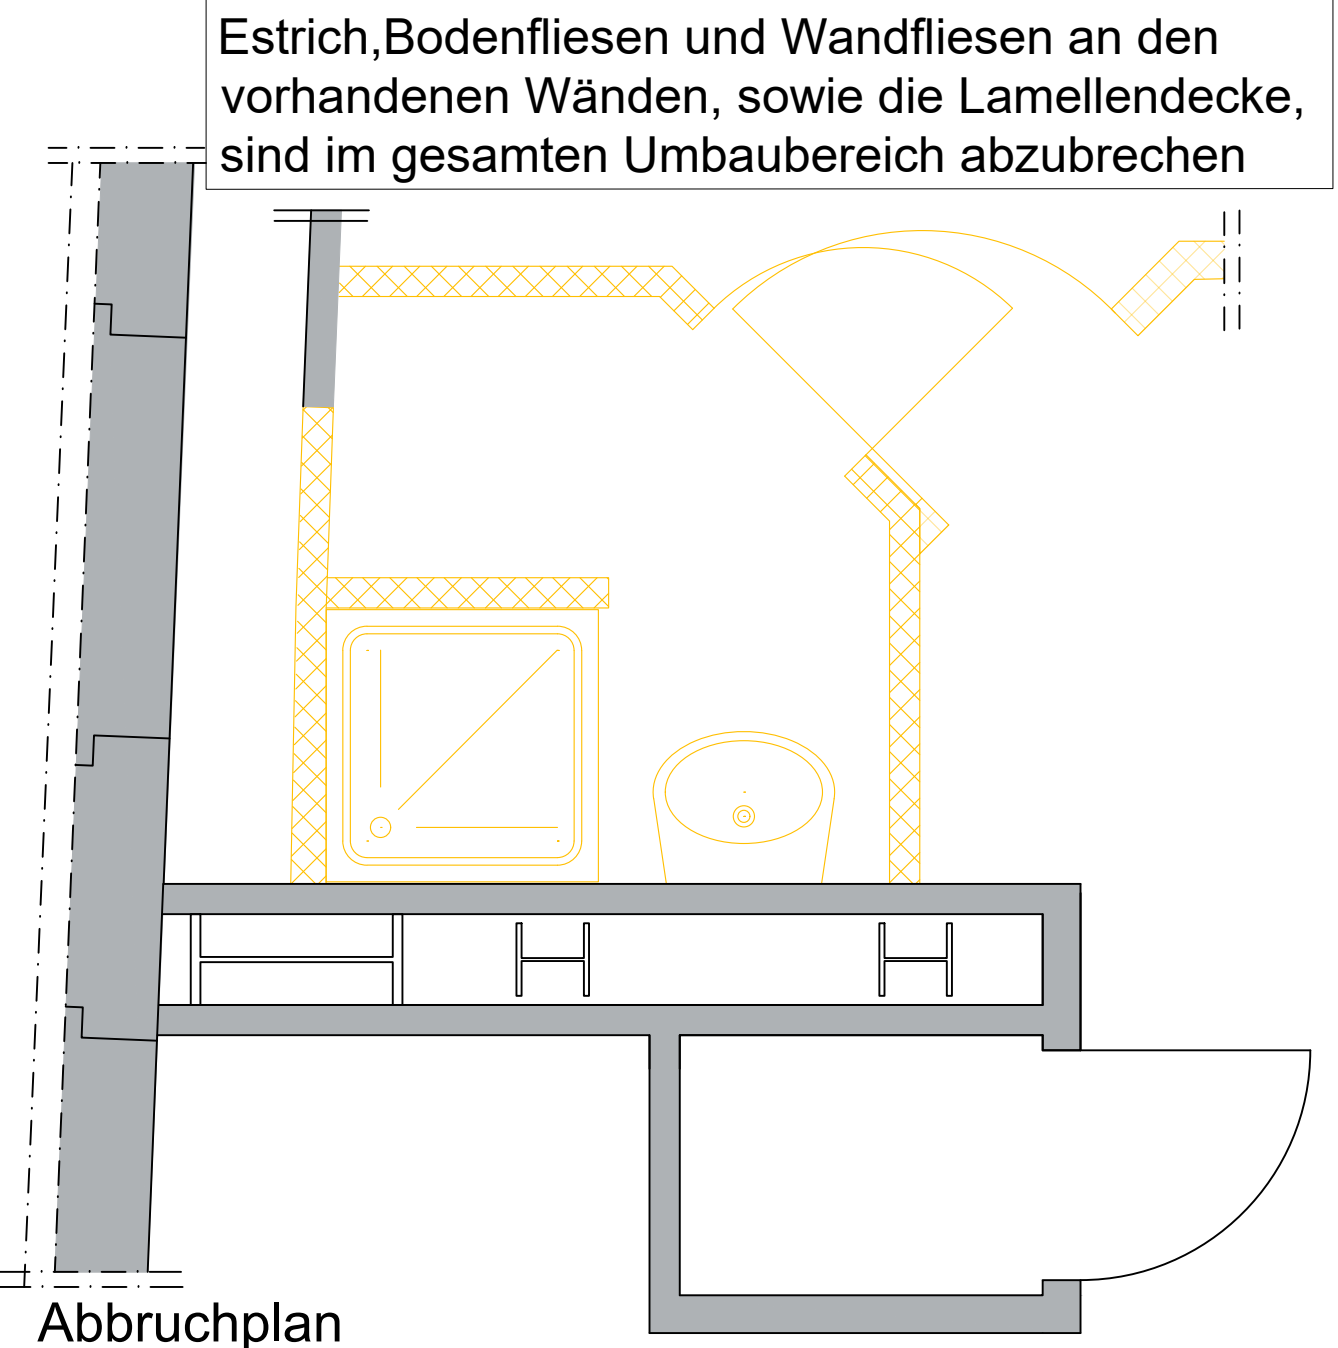 Estrich,Bodenfliesen und Wandfliesen an den
vorhandenen Wänden, sowie die Lamellendecke,
sind im gesamten Umbaubereich abzubrechen
Abbruchplan